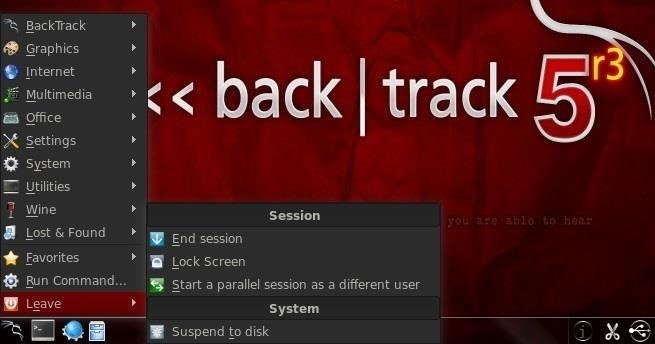 BackTrack
Graphics
Internet
Multimedia
Office
Settings
System
Utilities
Wine
Lost & Found
Favorites
Run Command...
Leave
<< back | track 5 r3
you are able to hear
Session
End session
Lock Screen
Start a parallel session as a different user
System
Suspend to disk